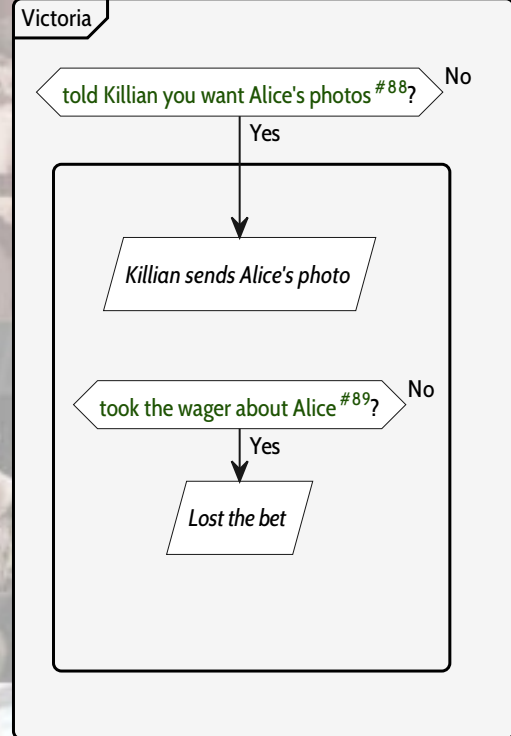 Victoria
told Killian you want Alice's photos #88?
No
Yes
Killian sends Alice's photo
took the wager about Alice #89?
No
Yes
Lost the bet